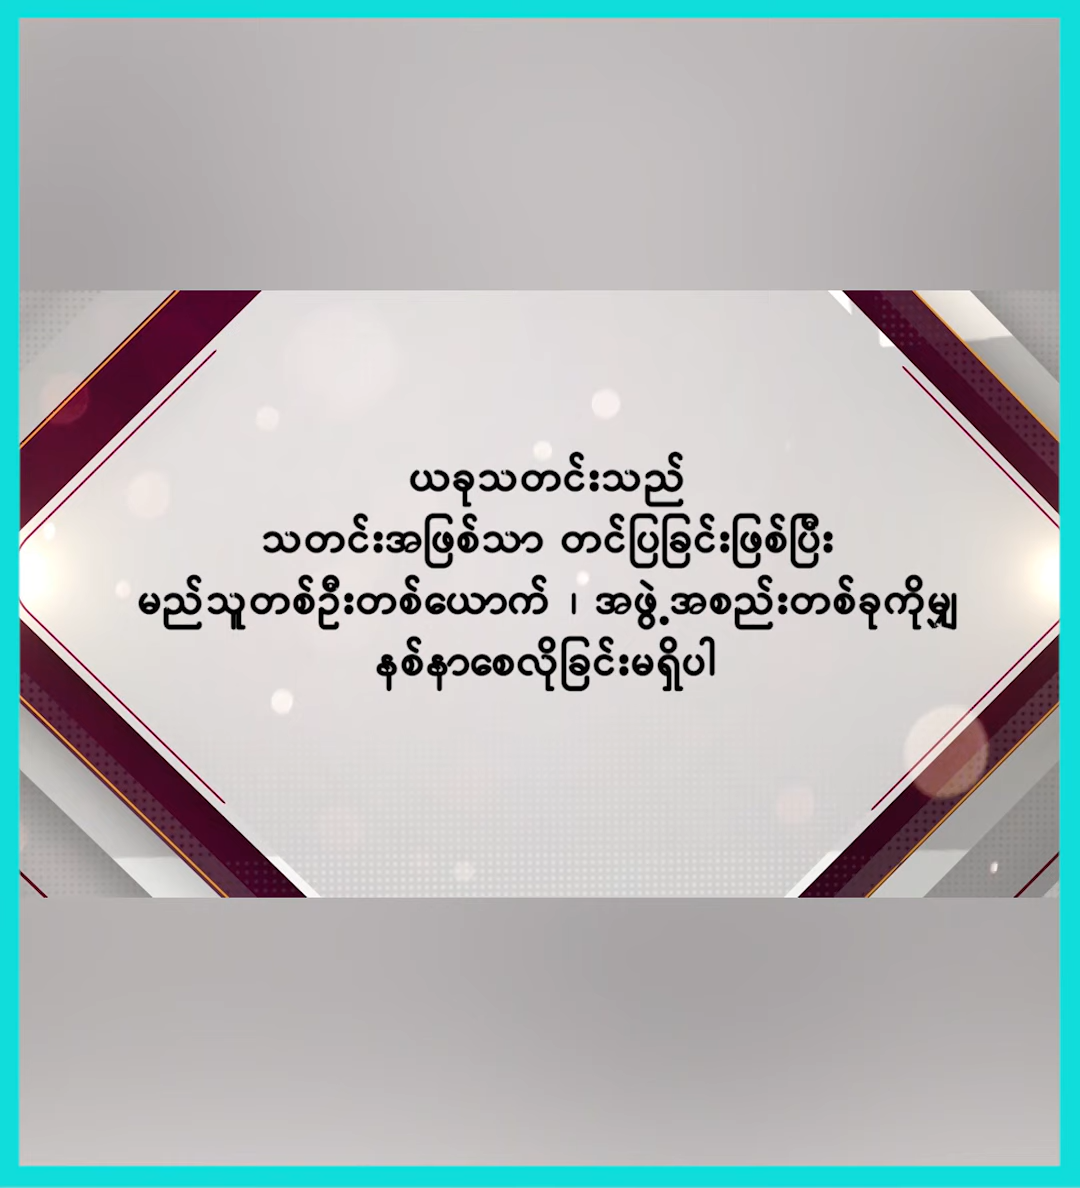 ယခုသတင်းသည်
သတင်းအဖြစ်သာ တင်ပြခြင်းဖြစ်ပြီး
မည်သူတစ်ဦးတစ်ယောက် ၊ အဖွဲ့အစည်းတစ်ခုကိုမျှ
နစ်နာစေလိုခြင်းမရှိပါ